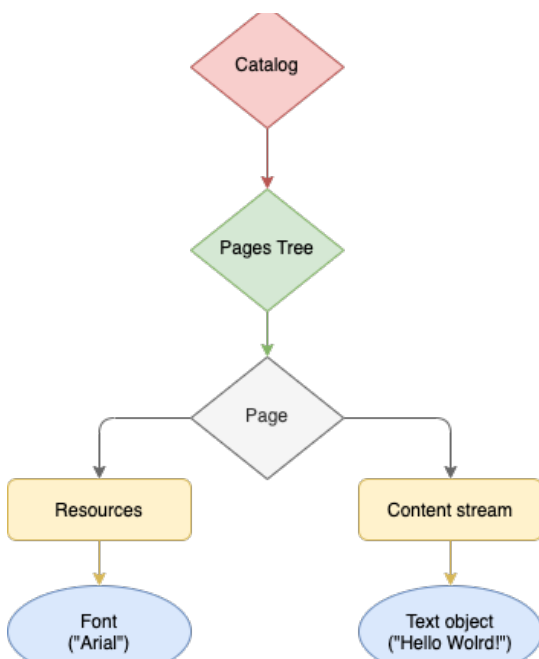 Catalog
Pages Tree
Page
Resources
Content stream
Font
("Arial")
Text object
("Hello Wolrd!")